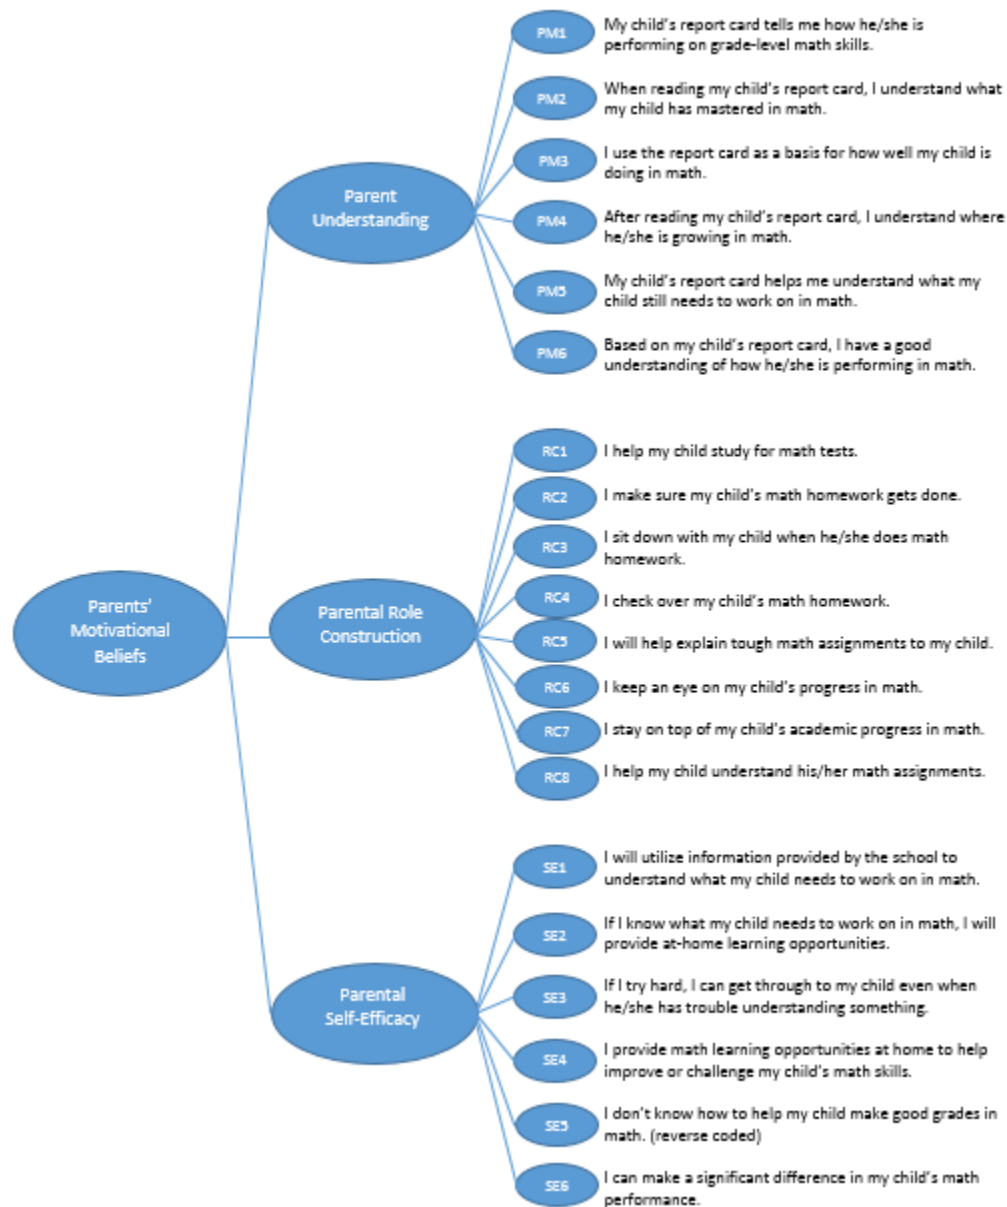 PM1
My child's report card tells me how he/she is
performing on grade-level math skills.
PM2
When reading my child's report card, I understand what
my child has mastered in math.
PM3
I use the report card as a basis for how well my child is
doing in math.
Parent
Understanding
PM4
After reading my child's report card, I understand where
he/she is growing in math.
PM5
My child's report card helps me understand what my
child still needs to work on in math.
PM6
Based on my child's report card, I have a good
understanding of how he/she is performing in math.
RC1
I help my child study for math tests.
RC2
I make sure my child's math homework gets done.
RC3
I sit down with my child when he/she does math
homework.
RC4
I check over my child's math homework.
Parents'
Motivational
Beliefs
Parental Role
Construction
RC5
I will help explain tough math assignments to my child.
RC6
I keep an eye on my child's progress in math.
RC7
I stay on top of my child's academic progress in math.
RC8
I help my child understand his/her math assignments.
SE1
I will utilize information provided by the school to
understand what my child needs to work on in math.
SE2
If I know what my child needs to work on in math, I will
provide at-home learning opportunities.
SE3
If I try hard, I can get through to my child even when
he/she has trouble understanding something.
Parental
Self-Efficacy
SE4
I provide math learning opportunities at home to help
improve or challenge my child's math skills.
SE5
I don't know how to help my child make good grades in
math. (reverse coded)
SE6
I can make a significant difference in my child's math
performance.